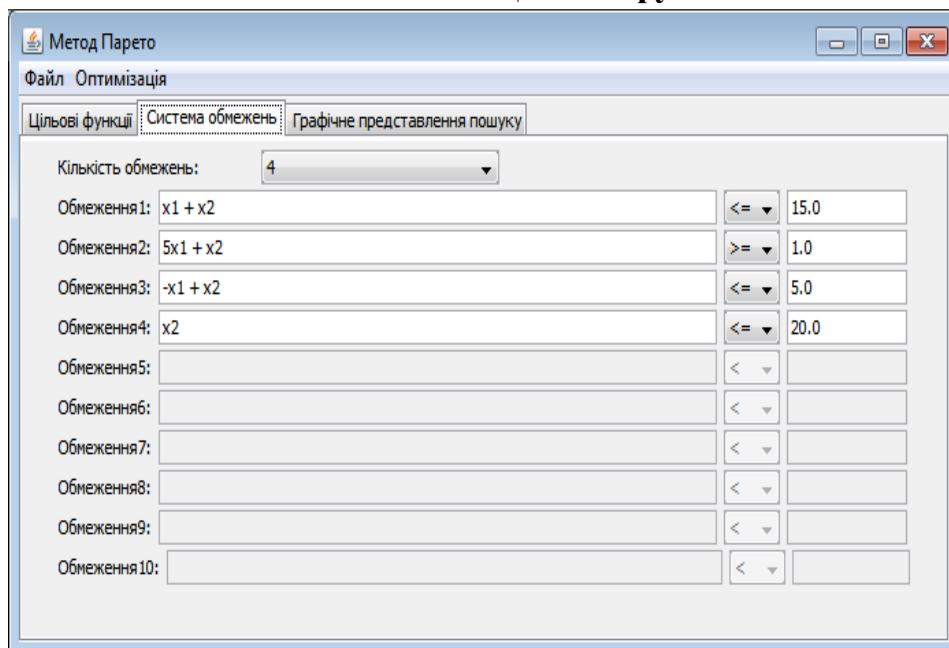 Метод Парето
Файл Оптимізація
Цільові функції Система обмежень Графічне представлення пошуку
Кількість обмежень: 4
Обмеження1: x1 + x2 <= 15.0
Обмеження2: 5x1 + x2 >= 1.0
Обмеження3: -x1 + x2 <= 5.0
Обмеження4: x2 <= 20.0
Обмеження5: <
Обмеження6: <
Обмеження7: <
Обмеження8: <
Обмеження9: <
Обмеження10: <